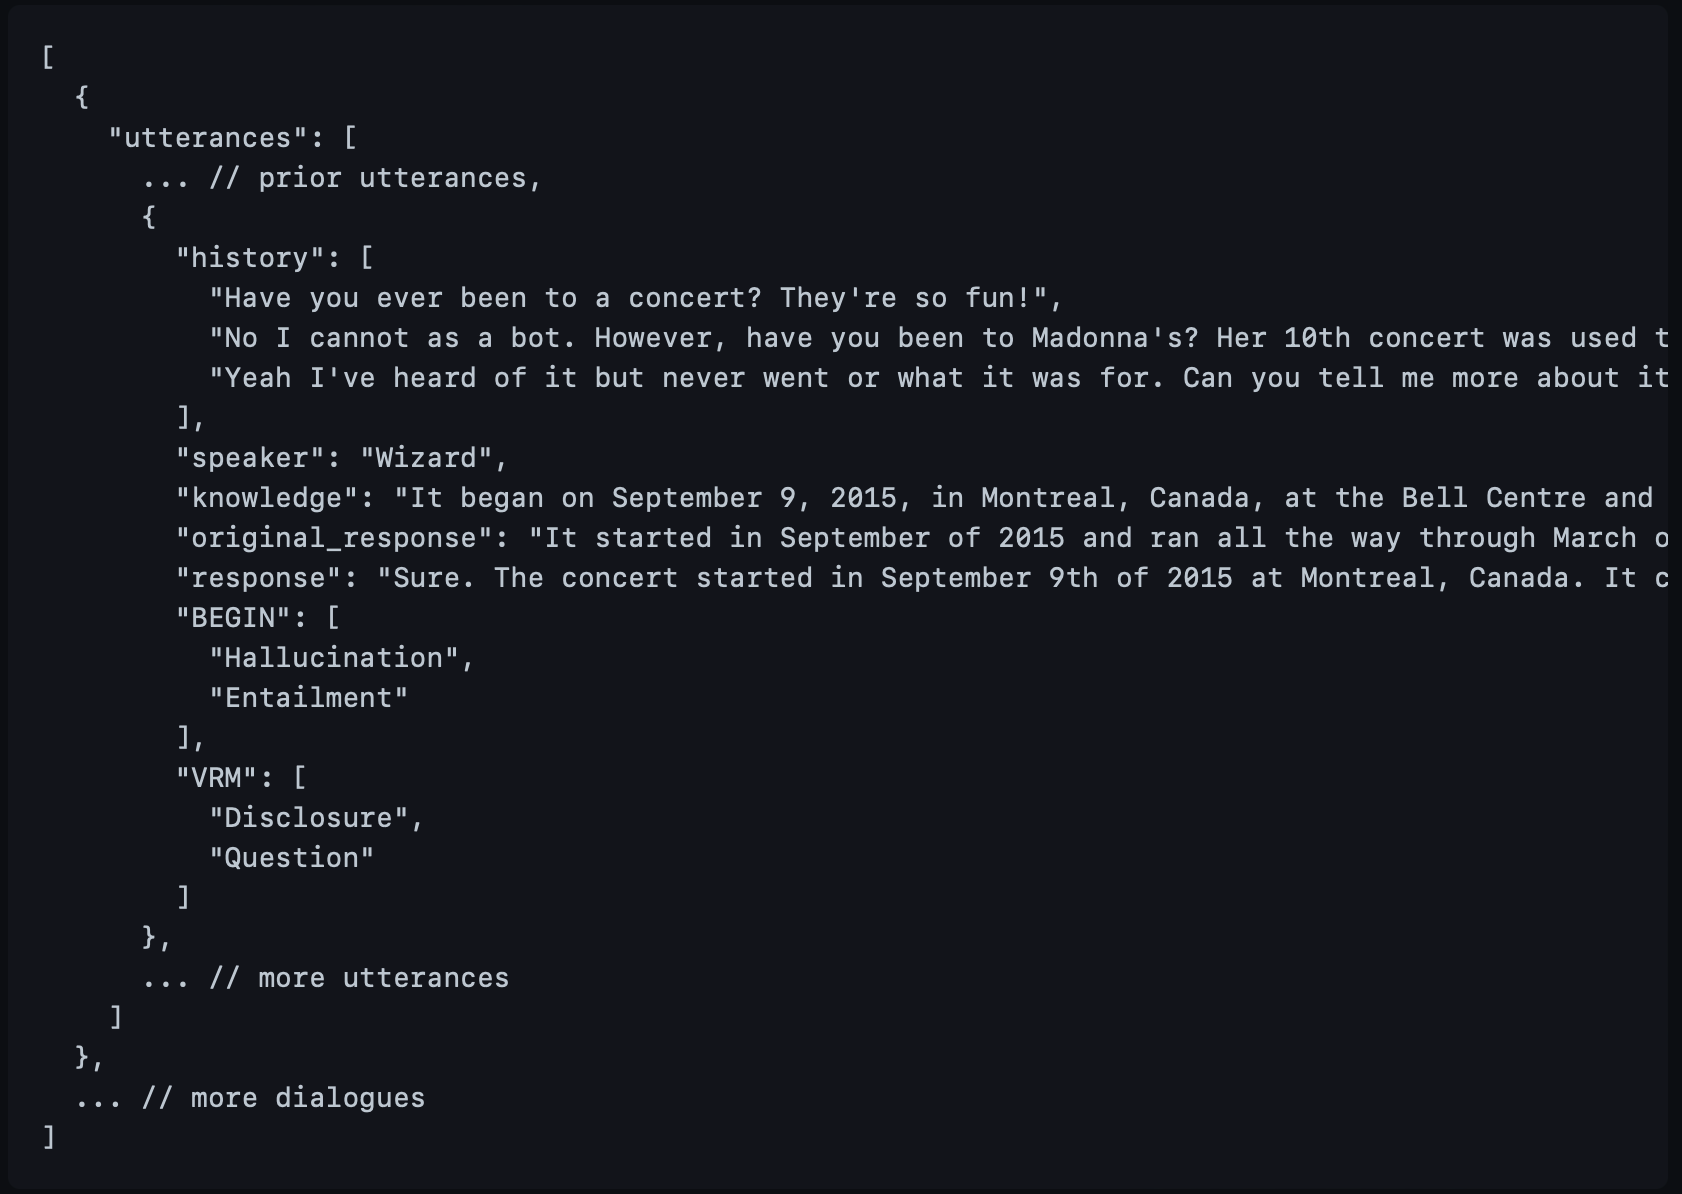 [
  {
    "utterances": [
      ... // prior utterances,
      {
        "history": [
          "Have you ever been to a concert? They're so fun!",
          "No I cannot as a bot. However, have you been to Madonna's? Her 10th concert was used t
          "Yeah I've heard of it but never went or what it was for. Can you tell me more about it
        ],
        "speaker": "Wizard",
        "knowledge": "It began on September 9, 2015, in Montreal, Canada, at the Bell Centre and
        "original_response": "It started in September of 2015 and ran all the way through March o
        "response": "Sure. The concert started in September 9th of 2015 at Montreal, Canada. It c
        "BEGIN": [
          "Hallucination",
          "Entailment"
        ],
        "VRM": [
          "Disclosure",
          "Question"
        ]
      },
      ... // more utterances
    ]
  },
  ... // more dialogues
]